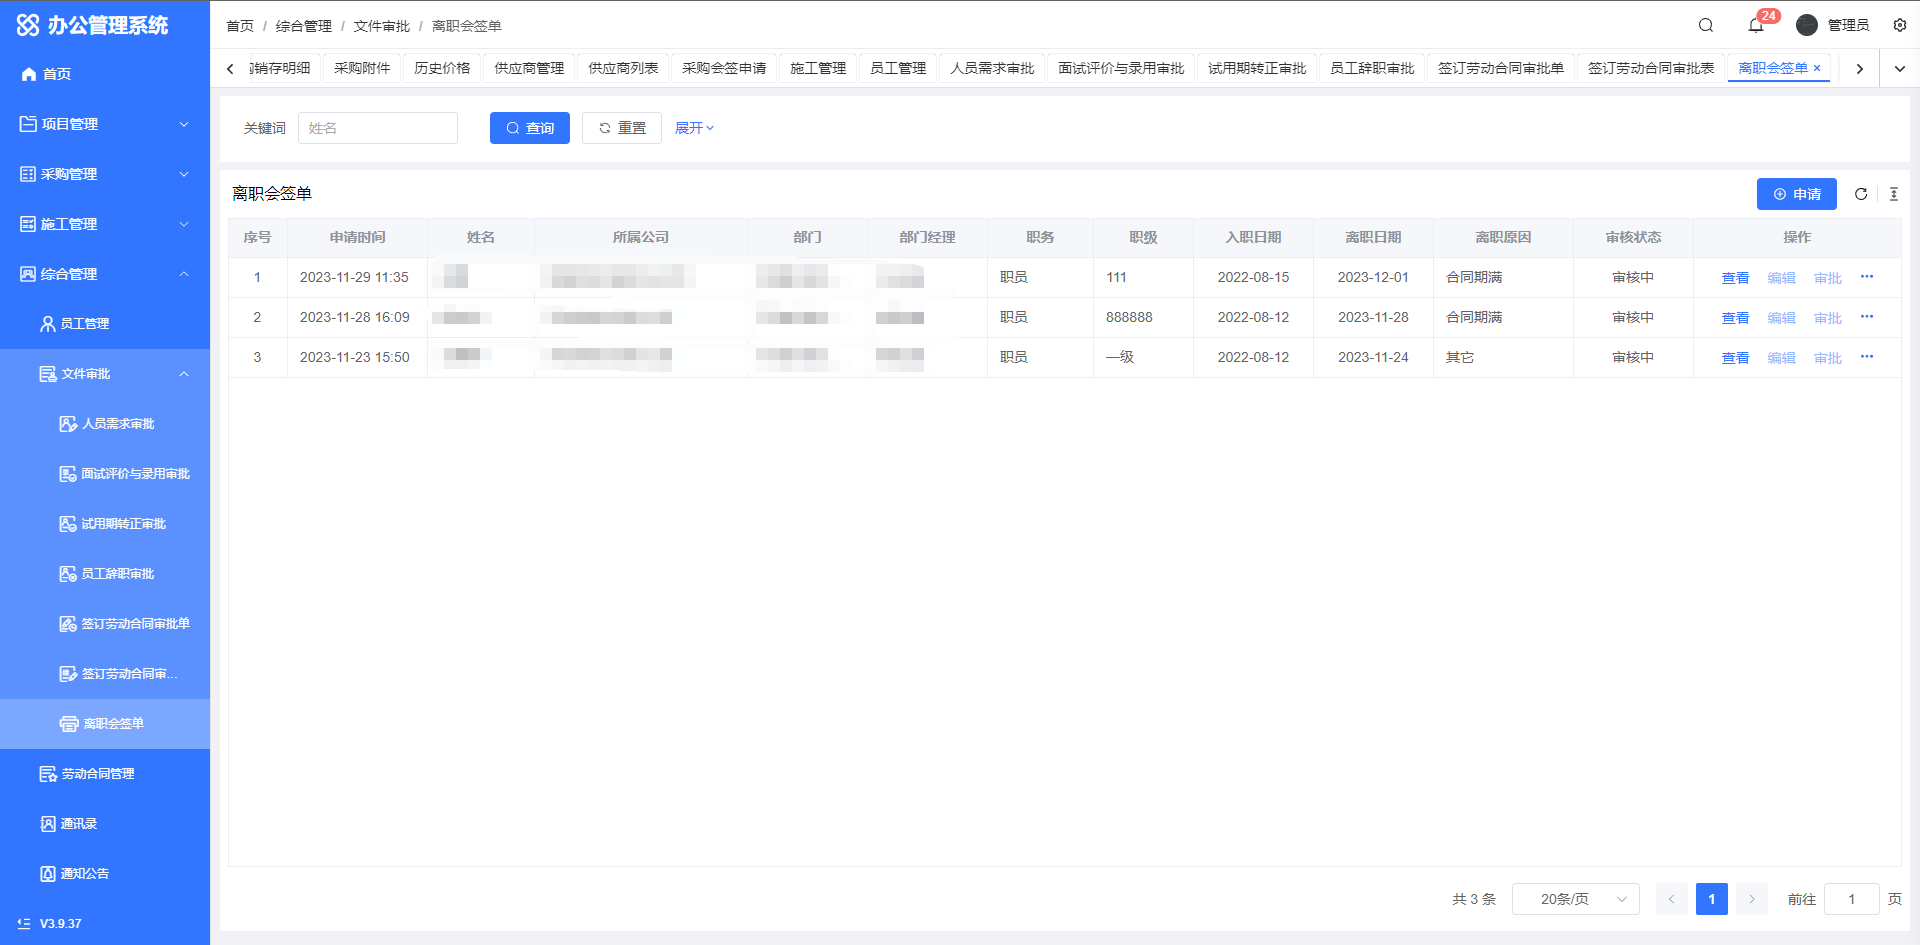 办公管理系统
首页
项目管理
采购管理
施工管理
综合管理
员工管理
文件审批
人员需求审批
面试评价与录用审批
试用期转正审批
员工辞职审批
签订劳动合同审批单
签订劳动合同审...
离职会签单
劳动合同管理
通讯录
通知公告
V3.9.37
首页 / 综合管理 / 文件审批 / 离职会签单
24 管理员
销存明细 采购附件 历史价格 供应商管理 供应商列表 采购会签申请 施工管理 员工管理 人员需求审批 面试评价与录用审批 试用期转正审批 员工辞职审批 签订劳动合同审批单 签订劳动合同审批表 离职会签单 ×
关键词 姓名 查询 重置 展开
离职会签单 申请
序号 申请时间 姓名 所属公司 部门 部门经理 职务 职级 入职日期 离职日期 离职原因 审核状态 操作
1 2023-11-29 11:35 职员 111 2022-08-15 2023-12-01 合同期满 审核中 查看 编辑 审批 ···
2 2023-11-28 16:09 职员 888888 2022-08-12 2023-11-28 合同期满 审核中 查看 编辑 审批 ···
3 2023-11-23 15:50 职员 一级 2022-08-12 2023-11-24 其它 审核中 查看 编辑 审批 ···
共 3 条 20条/页 1 前往 1 页